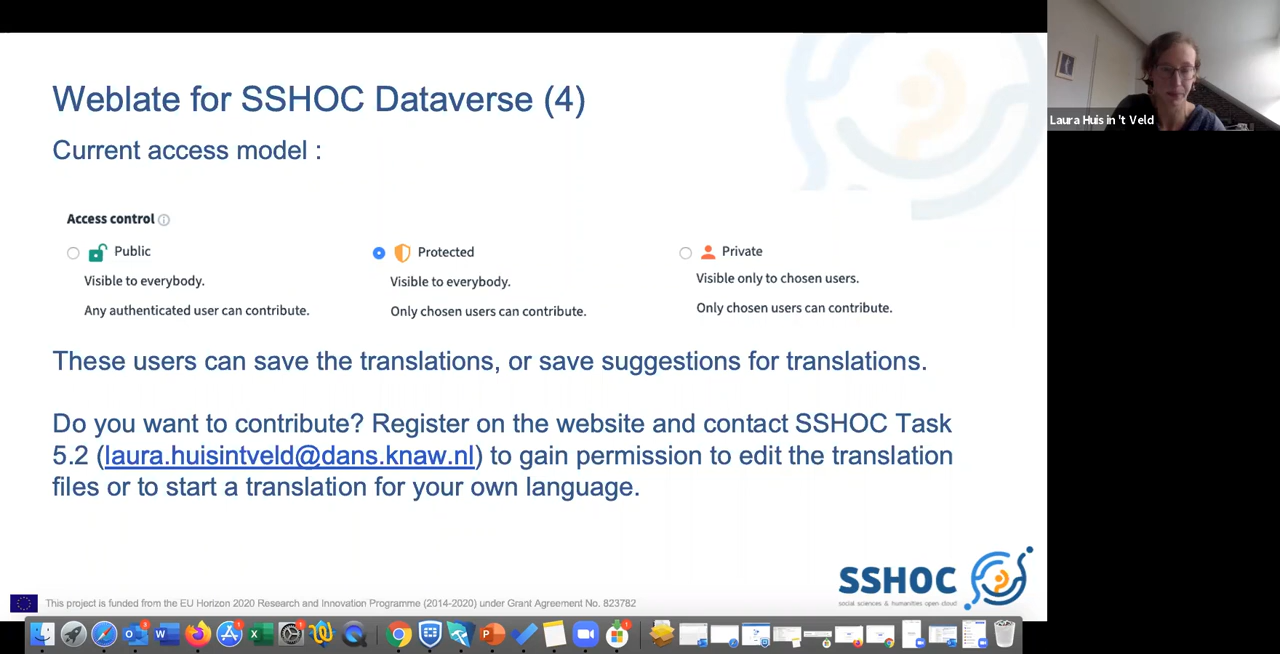 Weblate for SSHOC Dataverse (4)
Current access model :
Access control
Public
Visible to everybody.
Any authenticated user can contribute.
Protected
Visible to everybody.
Only chosen users can contribute.
Private
Visible only to chosen users.
Only chosen users can contribute.
These users can save the translations, or save suggestions for translations.
Do you want to contribute? Register on the website and contact SSHOC Task
5.2 (laura.huisintveld@dans.knaw.nl) to gain permission to edit the translation
files or to start a translation for your own language.
SSHOC
social sciences & humanities open cloud
This project is funded from the EU Horizon 2020 Research and Innovation Programme (2014-2020) under Grant Agreement No. 823782
Laura Huis in 't Veld